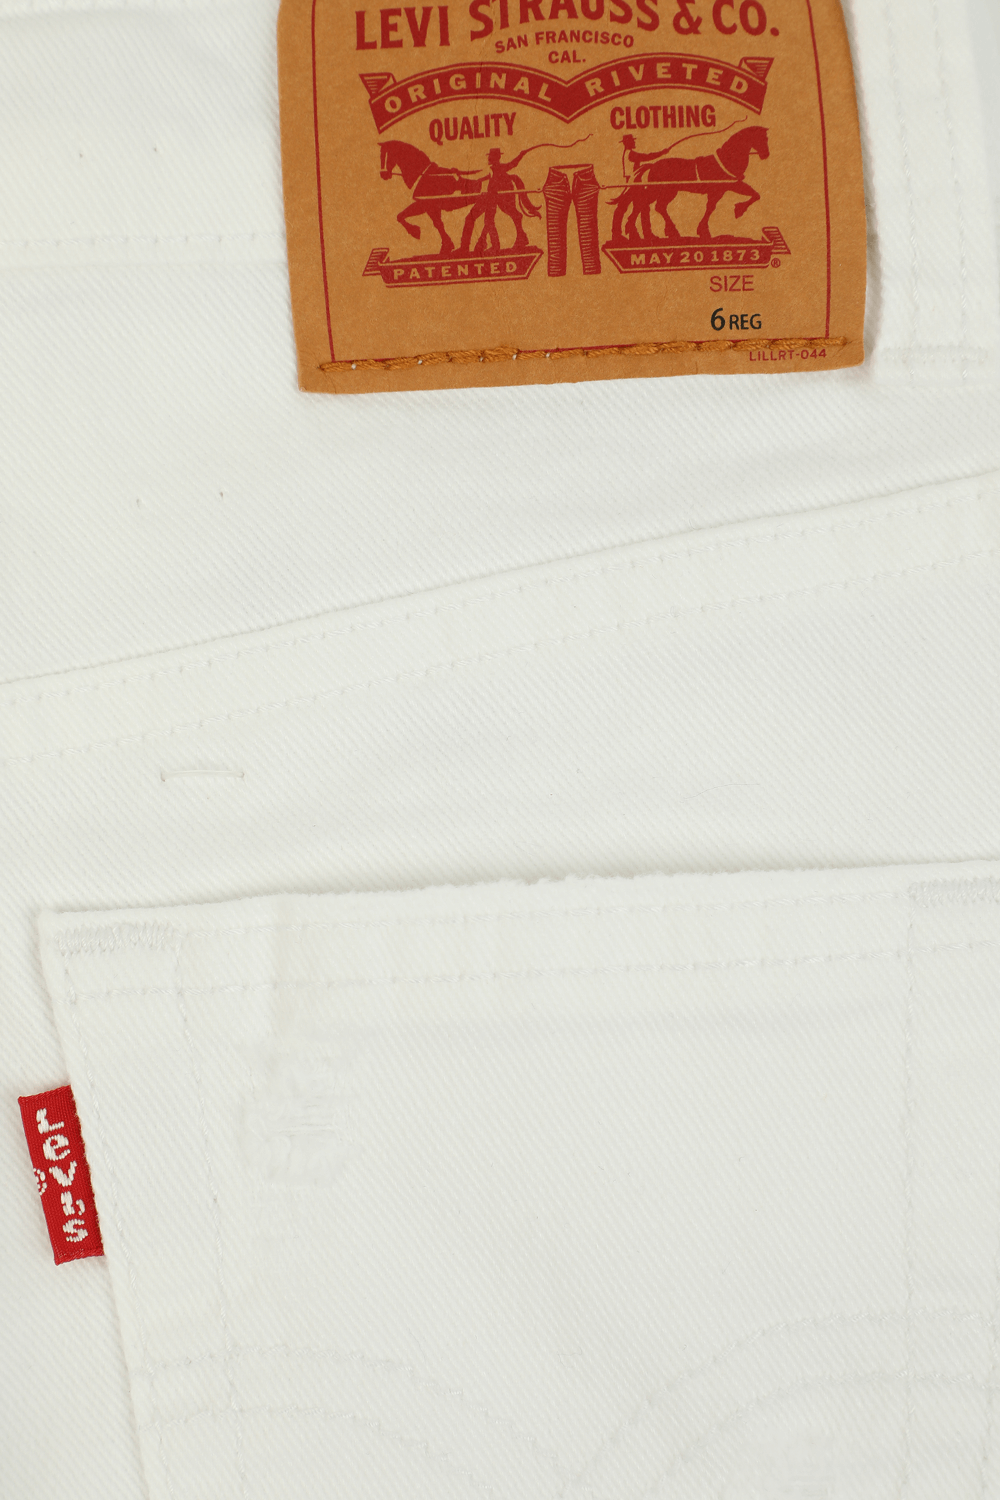 LEVI STRAUSS & CO.
SAN FRANCISCO
CAL.
ORIGINAL RIVETED
QUALITY CLOTHING
PATENTED MAY 20 1873 ®
SIZE
6 REG
LILLRT-044
Levi's
®